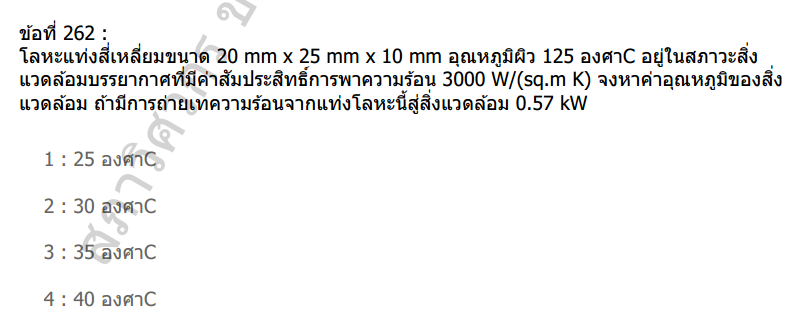 ข้อที่ 262 :
โลหะแท่งสี่เหลี่ยมขนาด 20 mm x 25 mm x 10 mm อุณหภูมิผิว 125 องศาC อยู่ในสภาวะสิ่ง
แวดล้อมบรรยากาศที่มีค่าสัมประสิทธิ์การพาความร้อน 3000 W/(sq.m K) จงหาค่าอุณหภูมิของสิ่ง
แวดล้อม ถ้ามีการถ่ายเทความร้อนจากแท่งโลหะนี้สู่สิ่งแวดล้อม 0.57 kW
1 : 25 องศาC
2 : 30 องศาC
3 : 35 องศาC
4 : 40 องศาC
สภาวิศวกร ข